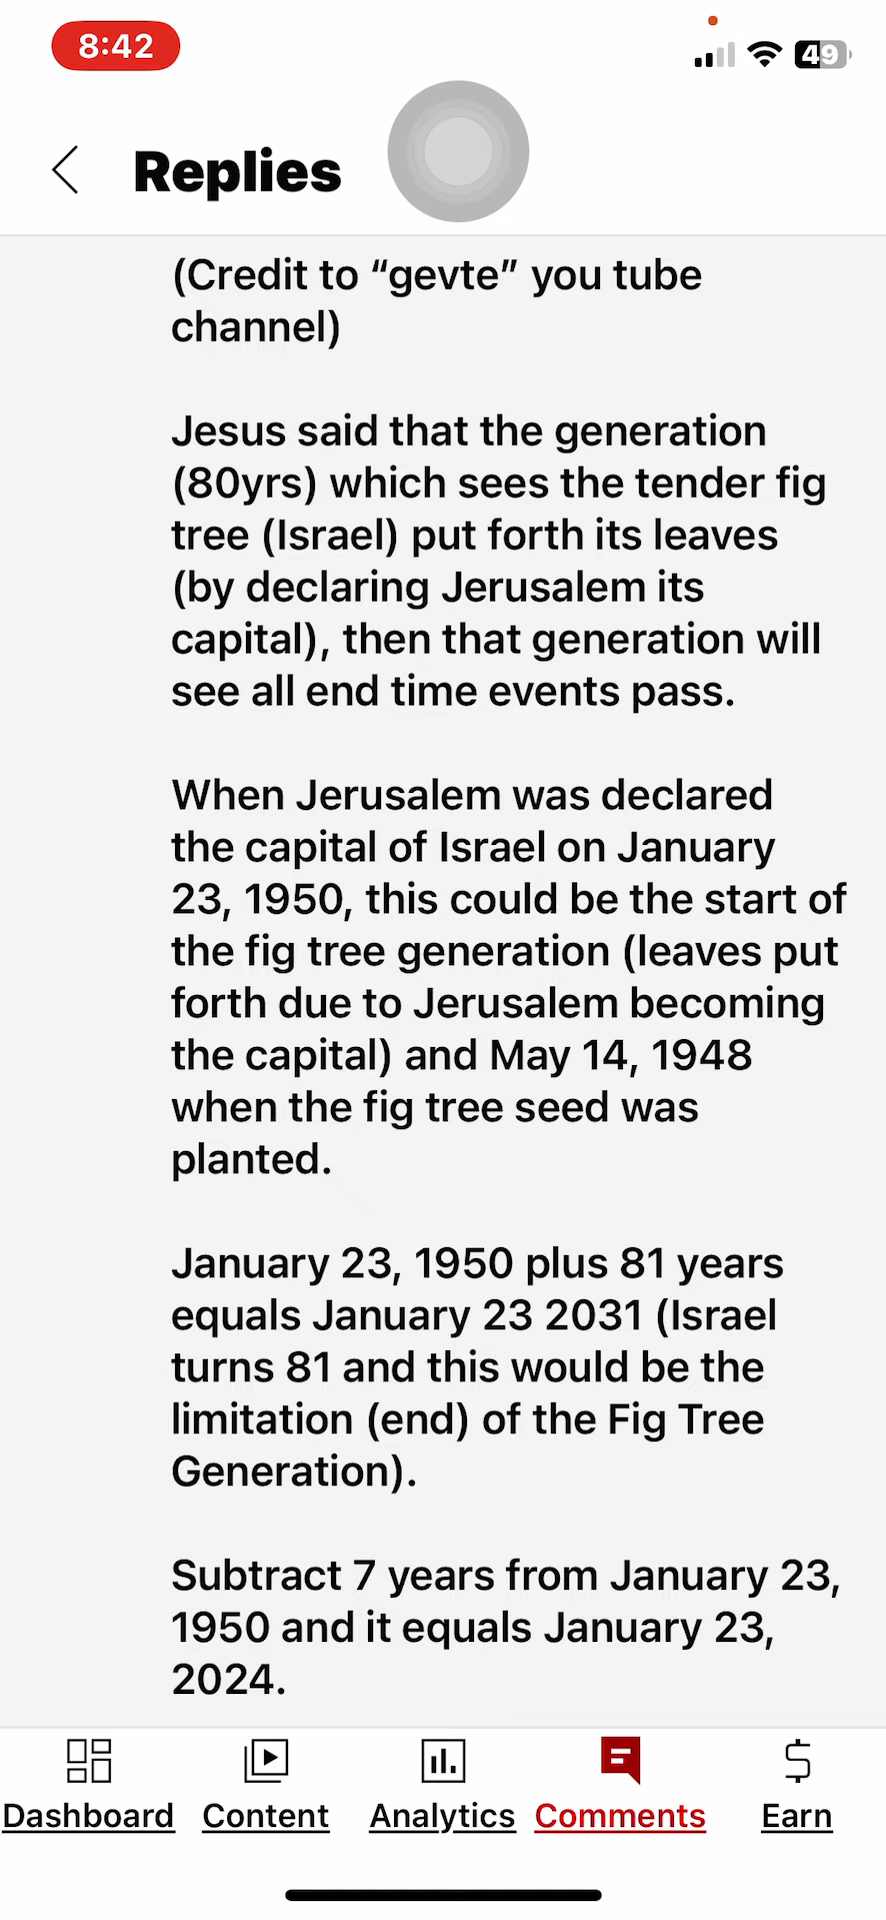 8:42
49
Replies
(Credit to “gevte” you tube
channel)
Jesus said that the generation
(80yrs) which sees the tender fig
tree (Israel) put forth its leaves
(by declaring Jerusalem its
capital), then that generation will
see all end time events pass.
When Jerusalem was declared
the capital of Israel on January
23, 1950, this could be the start of
the fig tree generation (leaves put
forth due to Jerusalem becoming
the capital) and May 14, 1948
when the fig tree seed was
planted.
January 23, 1950 plus 81 years
equals January 23 2031 (Israel
turns 81 and this would be the
limitation (end) of the Fig Tree
Generation).
Subtract 7 years from January 23,
1950 and it equals January 23,
2024.
Dashboard Content Analytics Comments Earn